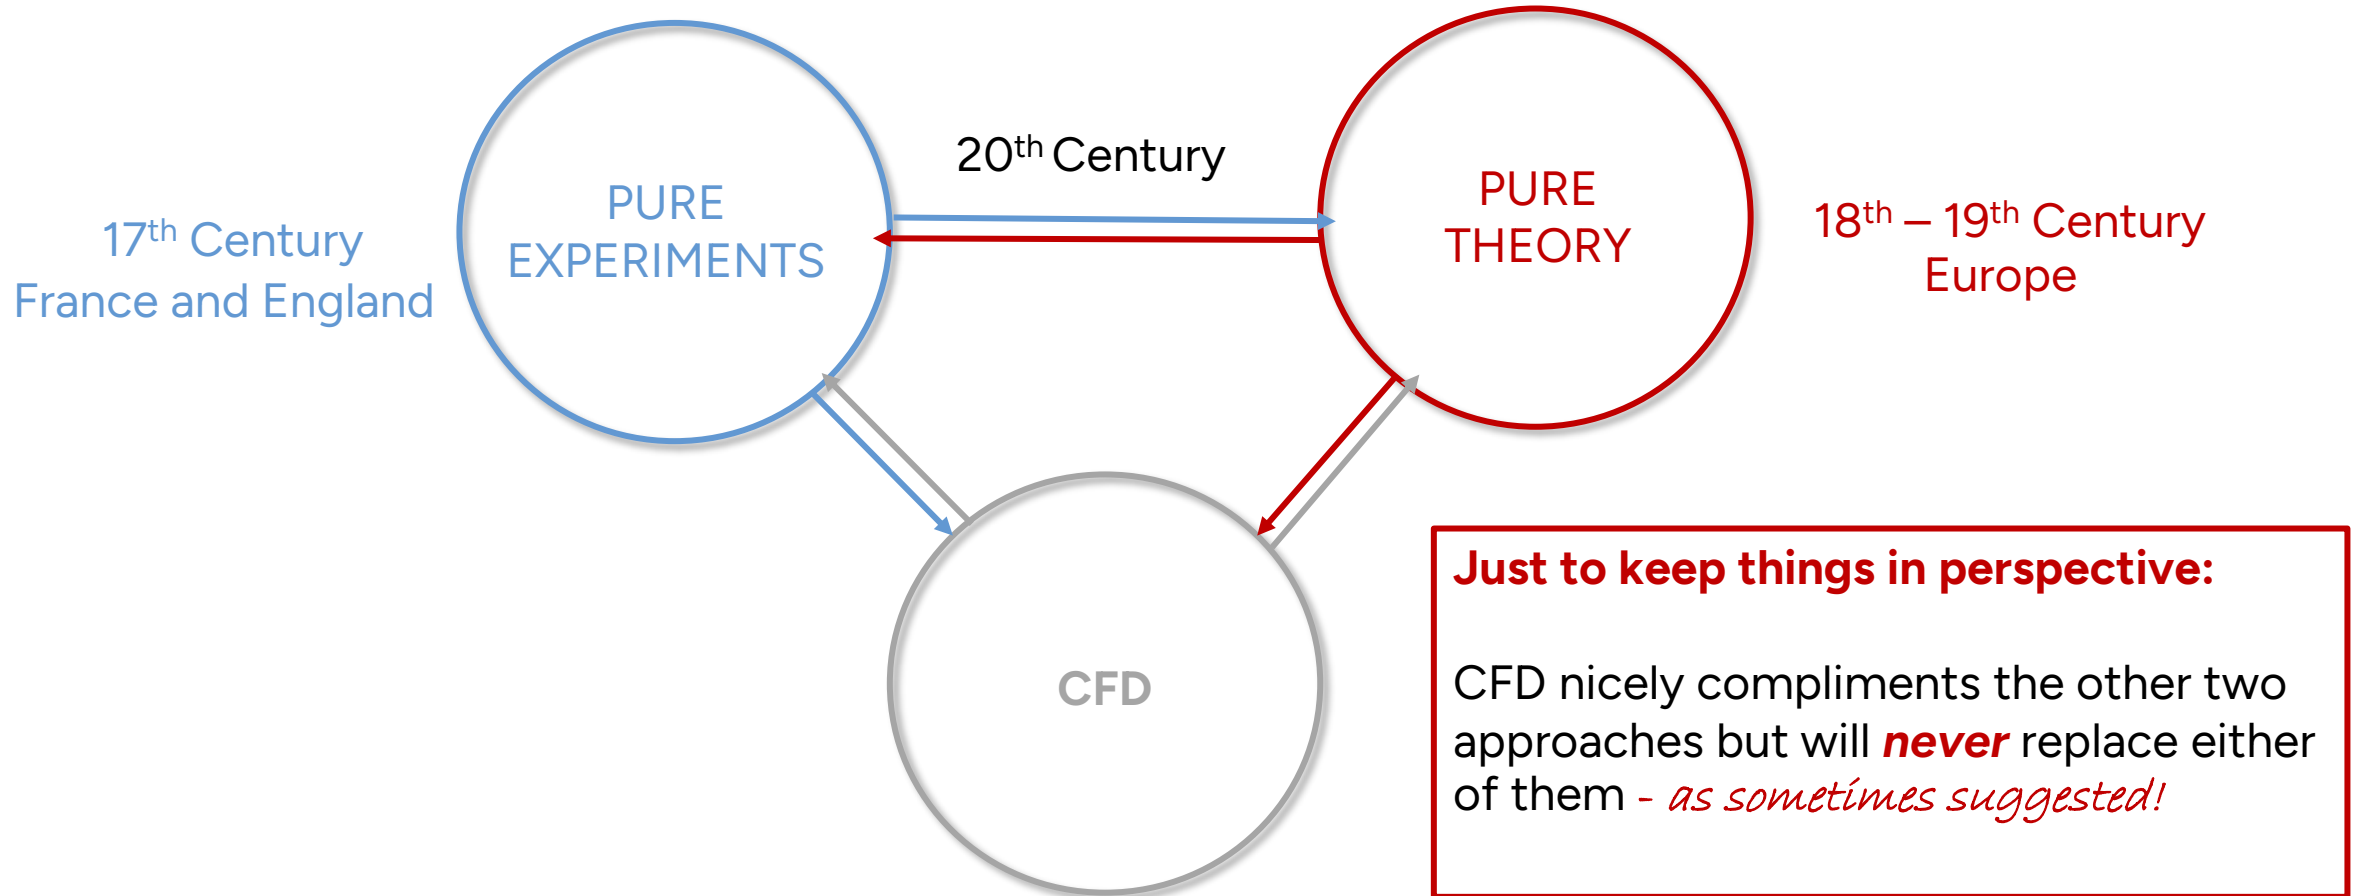 20th Century
PURE
EXPERIMENTS
PURE
THEORY
17th Century
France and England
18th – 19th Century
Europe
CFD
Just to keep things in perspective:
CFD nicely compliments the other two
approaches but will never replace either
of them - as sometimes suggested!